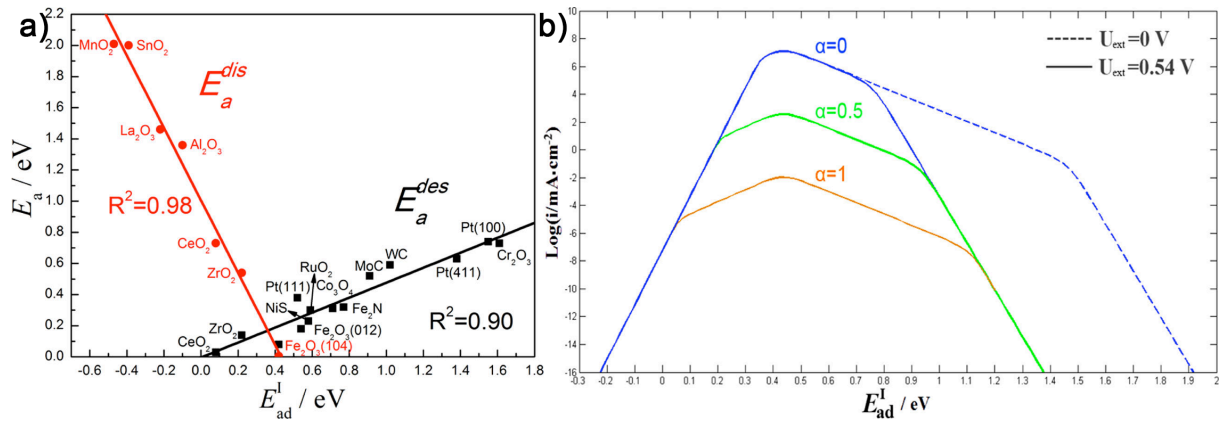 a)
2.2
2.0
1.8
1.6
1.4
1.2
1.0
0.8
0.6
0.4
0.2
0.0
E_a / eV
MnO₂
SnO₂
E_a^dis
La₂O₃
Al₂O₃
R²=0.98
E_a^des
CeO₂
ZrO₂
Pt(100)
Cr₂O₃
RuO₂
MoC
WC
Pt(411)
Pt(111)
Co₃O₄
NiS
Fe₂N
R²=0.90
ZrO₂
Fe₂O₃(012)
CeO₂
Fe₂O₃(104)
-0.6 -0.4 -0.2 0.0 0.2 0.4 0.6 0.8 1.0 1.2 1.4 1.6 1.8
E_ad^I / eV
b)
10
8
6
4
2
0
-2
-4
-6
-8
-10
-12
-14
-16
Log(i/mA·cm⁻²)
α=0
α=0.5
α=1
U_ext=0 V
U_ext=0.54 V
-0.3 -0.2 -0.1 0 0.1 0.2 0.3 0.4 0.5 0.6 0.7 0.8 0.9 1 1.1 1.2 1.3 1.4 1.5 1.6 1.7 1.8 1.9 2
E_ad^I / eV